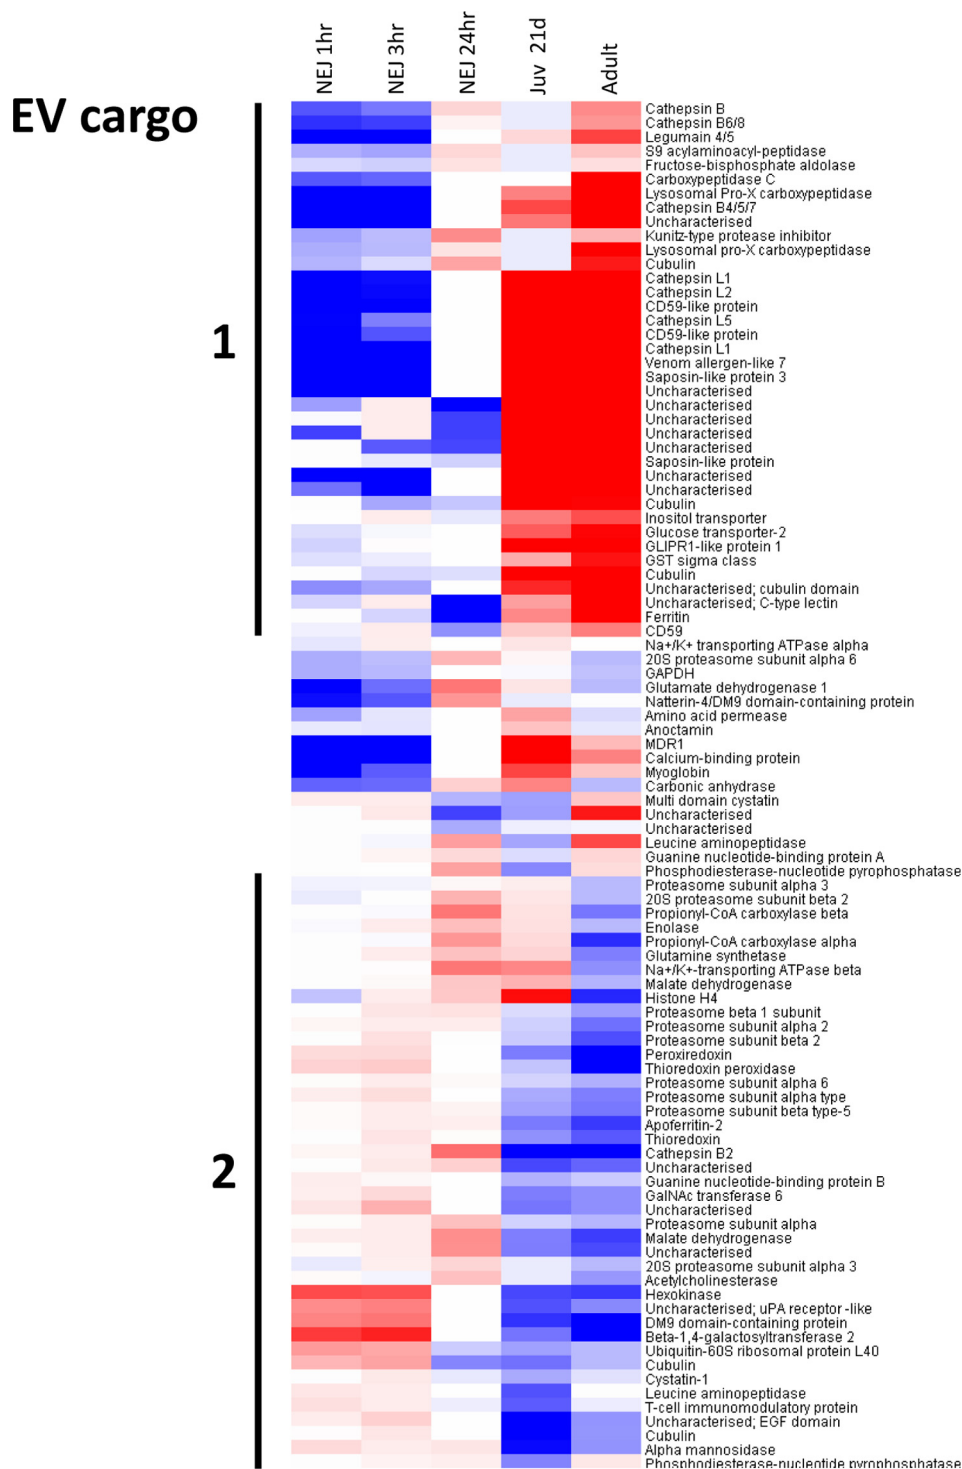 NEJ 1hr
NEJ 3hr
NEJ 24hr
Juv 21d
Adult
EV cargo
1
2
Cathepsin B
Cathepsin B6/8
Legumain 4/5
S9 acylaminoacyl-peptidase
Fructose-bisphosphate aldolase
Carboxypeptidase C
Lysosomal Pro-X carboxypeptidase
Cathepsin B4/5/7
Uncharacterised
Kunitz-type protease inhibitor
Lysosomal pro-X carboxypeptidase
Cubulin
Cathepsin L1
Cathepsin L2
CD59-like protein
Cathepsin L5
CD59-like protein
Cathepsin L1
Venom allergen-like 7
Saposin-like protein 3
Uncharacterised
Uncharacterised
Uncharacterised
Uncharacterised
Uncharacterised
Saposin-like protein
Uncharacterised
Uncharacterised
Cubulin
Inositol transporter
Glucose transporter-2
GLIPR1-like protein 1
GST sigma class
Cubulin
Uncharacterised; cubulin domain
Uncharacterised; C-type lectin
Ferritin
CD59
Na+/K+ transporting ATPase alpha
20S proteasome subunit alpha 6
GAPDH
Glutamate dehydrogenase 1
Natterin-4/DM9 domain-containing protein
Amino acid permease
Anoctamin
MDR1
Calcium-binding protein
Myoglobin
Carbonic anhydrase
Multi domain cystatin
Uncharacterised
Uncharacterised
Leucine aminopeptidase
Guanine nucleotide-binding protein A
Phosphodiesterase-nucleotide pyrophosphatase
Proteasome subunit alpha 3
20S proteasome subunit beta 2
Propionyl-CoA carboxylase beta
Enolase
Propionyl-CoA carboxylase alpha
Glutamine synthetase
Na+/K+-transporting ATPase beta
Malate dehydrogenase
Histone H4
Proteasome beta 1 subunit
Proteasome subunit alpha 2
Proteasome subunit beta 2
Peroxiredoxin
Thioredoxin peroxidase
Proteasome subunit alpha 6
Proteasome subunit alpha type
Proteasome subunit beta type-5
Apoferritin-2
Thioredoxin
Cathepsin B2
Uncharacterised
Guanine nucleotide-binding protein B
GalNAc transferase 6
Uncharacterised
Proteasome subunit alpha
Malate dehydrogenase
Uncharacterised
20S proteasome subunit alpha 3
Acetylcholinesterase
Hexokinase
Uncharacterised; uPA receptor -like
DM9 domain-containing protein
Beta-1,4-galactosyltransferase 2
Ubiquitin-60S ribosomal protein L40
Cubulin
Cystatin-1
Leucine aminopeptidase
T-cell immunomodulatory protein
Uncharacterised; EGF domain
Cubulin
Alpha mannosidase
Phosphodiesterase-nucleotide pyrophosphatase